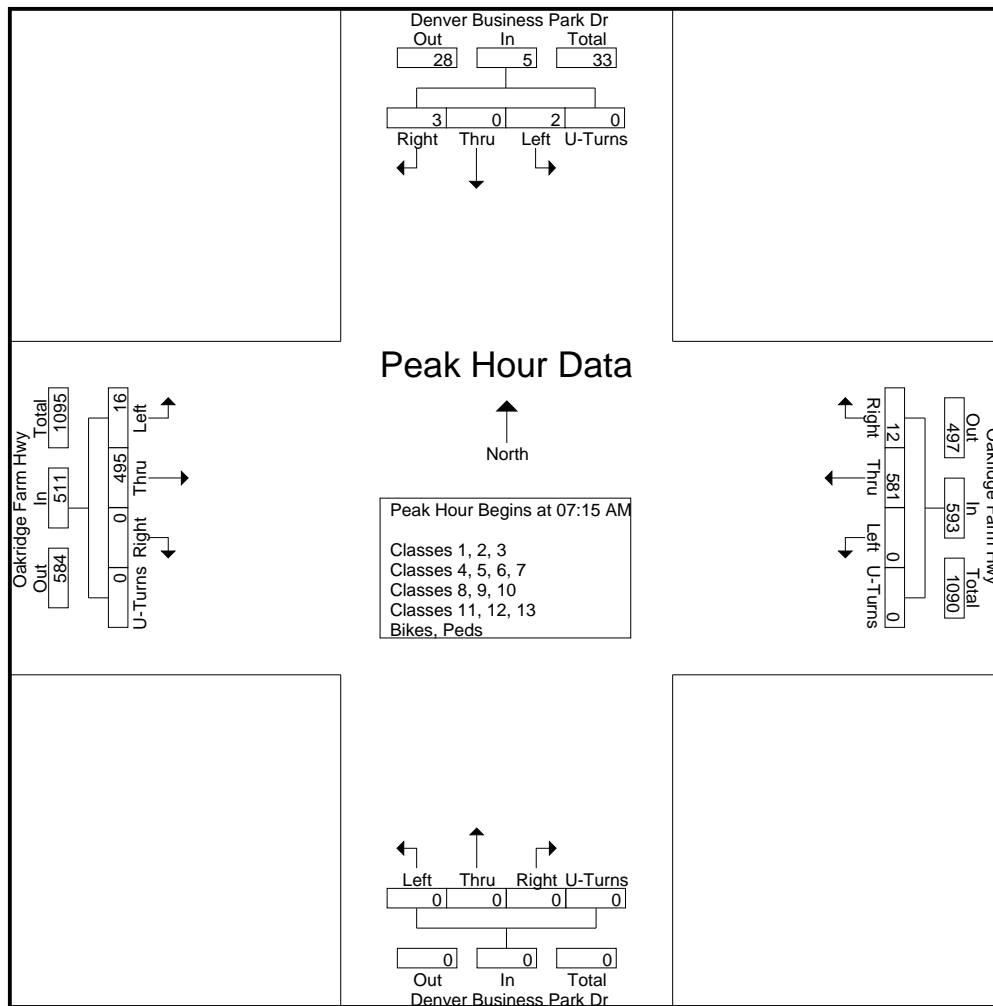 Denver Business Park Dr
Out In Total
28 5 33
3 0 2 0
Right Thru Left U-Turns
Peak Hour Data
North
Peak Hour Begins at 07:15 AM
Classes 1, 2, 3
Classes 4, 5, 6, 7
Classes 8, 9, 10
Classes 11, 12, 13
Bikes, Peds
Oakridge Farm Hwy
Out In Total
584 511 1095
U-Turns Right Thru Left
0 0 495 16
Oakridge Farm Hwy
Out In Total
497 593 1090
Right Thru Left U-Turns
12 581 0 0
Left Thru Right U-Turns
0 0 0 0
0 0 0
Out In Total
Denver Business Park Dr